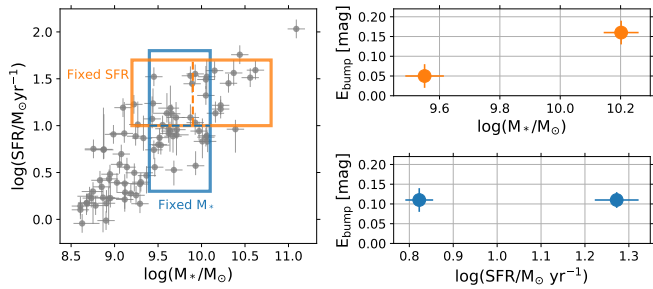 2.0
1.5
1.0
0.5
0.0
log(SFR/M⊙yr⁻¹)
Fixed SFR
Fixed M*
8.5 9.0 9.5 10.0 10.5 11.0
log(M*/M⊙)
0.20
0.15
0.10
0.05
0.00
E_bump [mag]
9.6 9.8 10.0 10.2
log(M*/M⊙)
0.20
0.15
0.10
0.05
0.00
E_bump [mag]
0.8 0.9 1.0 1.1 1.2 1.3
log(SFR/M⊙ yr⁻¹)